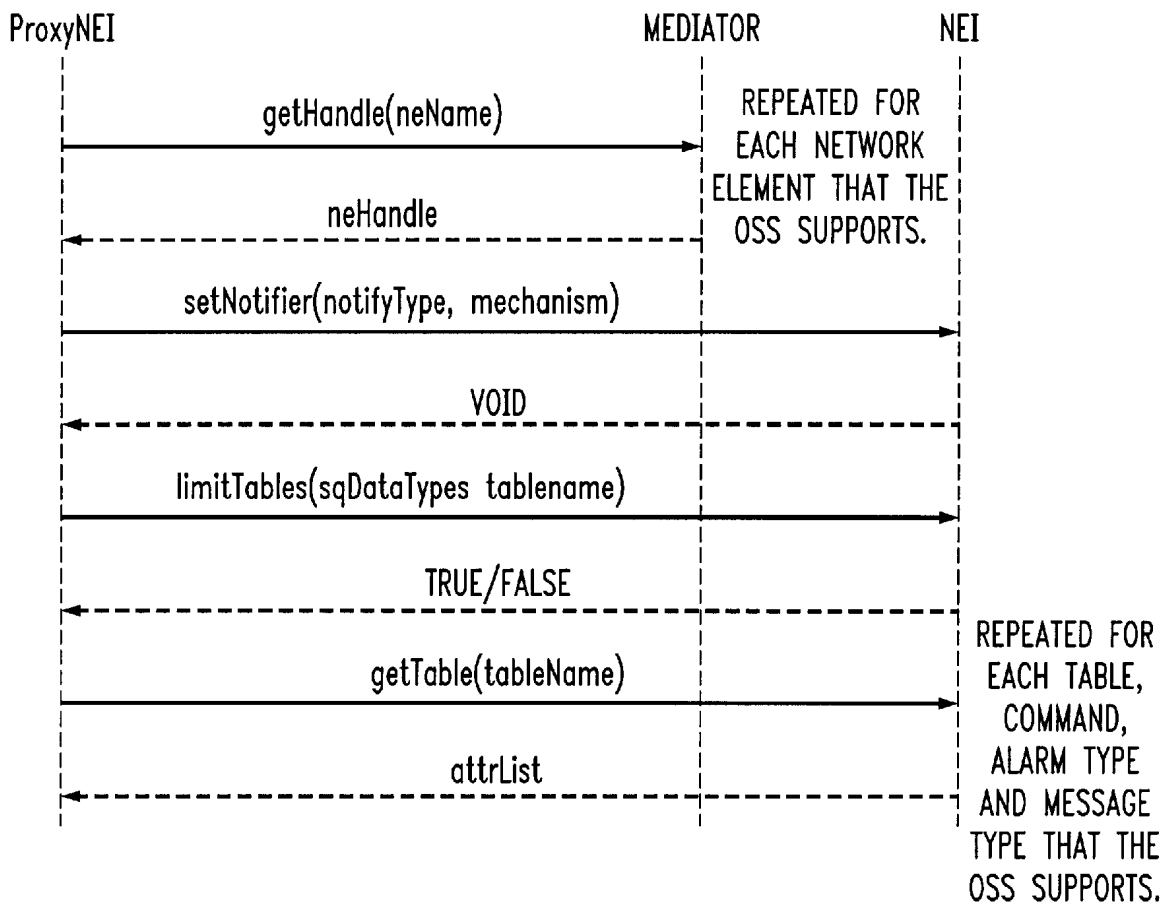 ProxyNEI MEDIATOR NEI
getHandle(neName)
REPEATED FOR
EACH NETWORK
ELEMENT THAT THE
OSS SUPPORTS.
neHandle
setNotifier(notifyType, mechanism)
VOID
limitTables(sqDataTypes tablename)
TRUE/FALSE
getTable(tableName)
attrList
REPEATED FOR
EACH TABLE,
COMMAND,
ALARM TYPE
AND MESSAGE
TYPE THAT THE
OSS SUPPORTS.